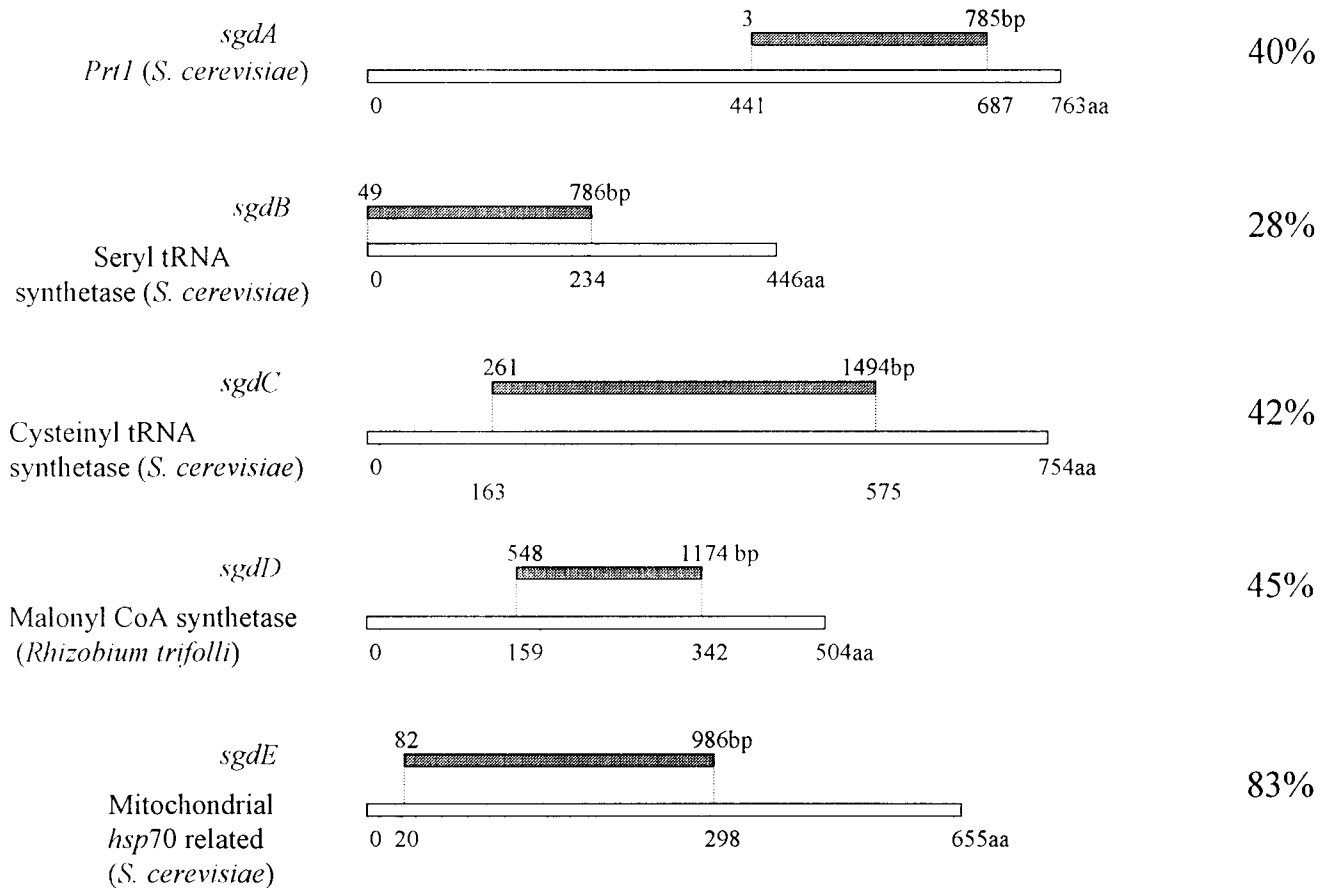 3 785bp
sgdA
40%
Prt1 (S. cerevisiae)
0 441 687 763aa
49 786bp
sgdB
28%
Seryl tRNA
synthetase (S. cerevisiae)
0 234 446aa
261 1494bp
sgdC
42%
Cysteinyl tRNA
synthetase (S. cerevisiae)
0 754aa
163 575
548 1174 bp
sgdD
45%
Malonyl CoA synthetase
(Rhizobium trifolli)
0 159 342 504aa
82 986bp
sgdE
83%
Mitochondrial
hsp70 related
(S. cerevisiae)
0 20 298 655aa